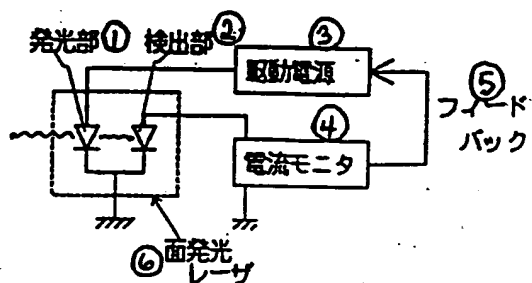 発光部①
検出部②
③
駆動電源
④
電流モニタ
⑤
フィード
バック
⑥面発光
レーザ